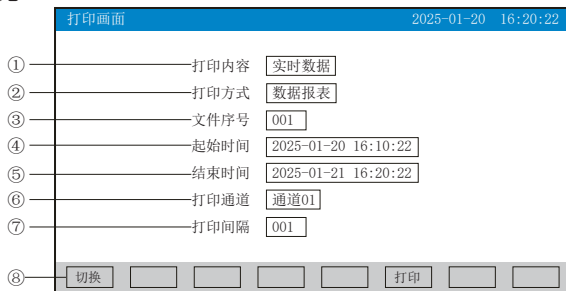 打印画面 2025-01-20 16:20:22
① 打印内容 实时数据
② 打印方式 数据报表
③ 文件序号 001
④ 起始时间 2025-01-20 16:10:22
⑤ 结束时间 2025-01-21 16:20:22
⑥ 打印通道 通道01
⑦ 打印间隔 001
⑧ 切换 打印